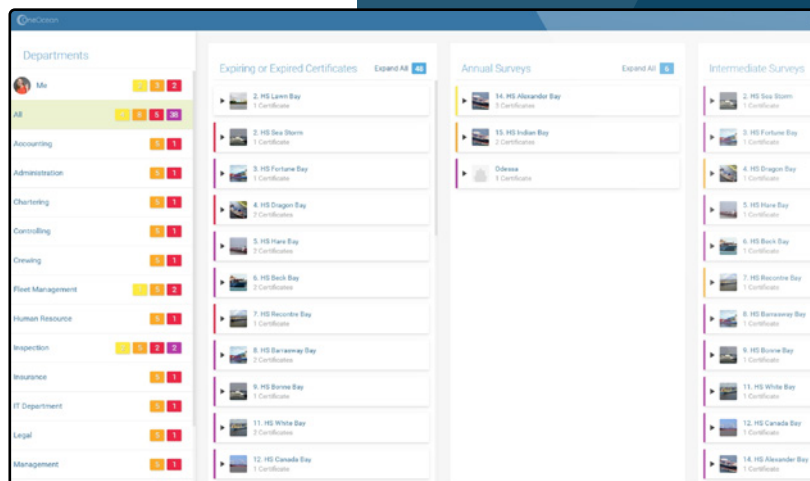 OneOcean
Departments
Me 3 2
All 8 5 38
Accounting 5 1
Administration 5 1
Chartering 5 1
Controlling 5 1
Crewing 5 1
Fleet Management 5 2
Human Resource 5 1
Inspection 5 2 2
Insurance 5 1
IT Department 5 1
Legal 5 1
Management 5 1
Expiring or Expired Certificates Expand All 48
2. HS Lawn Bay
1 Certificate
2. HS Sea Storm
1 Certificate
3. HS Fortune Bay
1 Certificate
4. HS Dragon Bay
2 Certificates
5. HS Hare Bay
2 Certificates
6. HS Beck Bay
2 Certificates
7. HS Recontre Bay
1 Certificate
8. HS Barrasway Bay
2 Certificates
9. HS Bonne Bay
1 Certificate
11. HS White Bay
2 Certificates
12. HS Canada Bay
1 Certificate
Annual Surveys Expand All 6
14. HS Alexander Bay
3 Certificates
15. HS Indian Bay
2 Certificates
Odessa
1 Certificate
Intermediate Surveys
2. HS Sea Storm
1 Certificate
3. HS Fortune Bay
1 Certificate
4. HS Dragon Bay
1 Certificate
5. HS Hare Bay
1 Certificate
6. HS Beck Bay
1 Certificate
7. HS Recontre Bay
1 Certificate
8. HS Barrasway Bay
1 Certificate
9. HS Bonne Bay
1 Certificate
11. HS White Bay
1 Certificate
12. HS Canada Bay
1 Certificate
14. HS Alexander Bay
1 Certificate